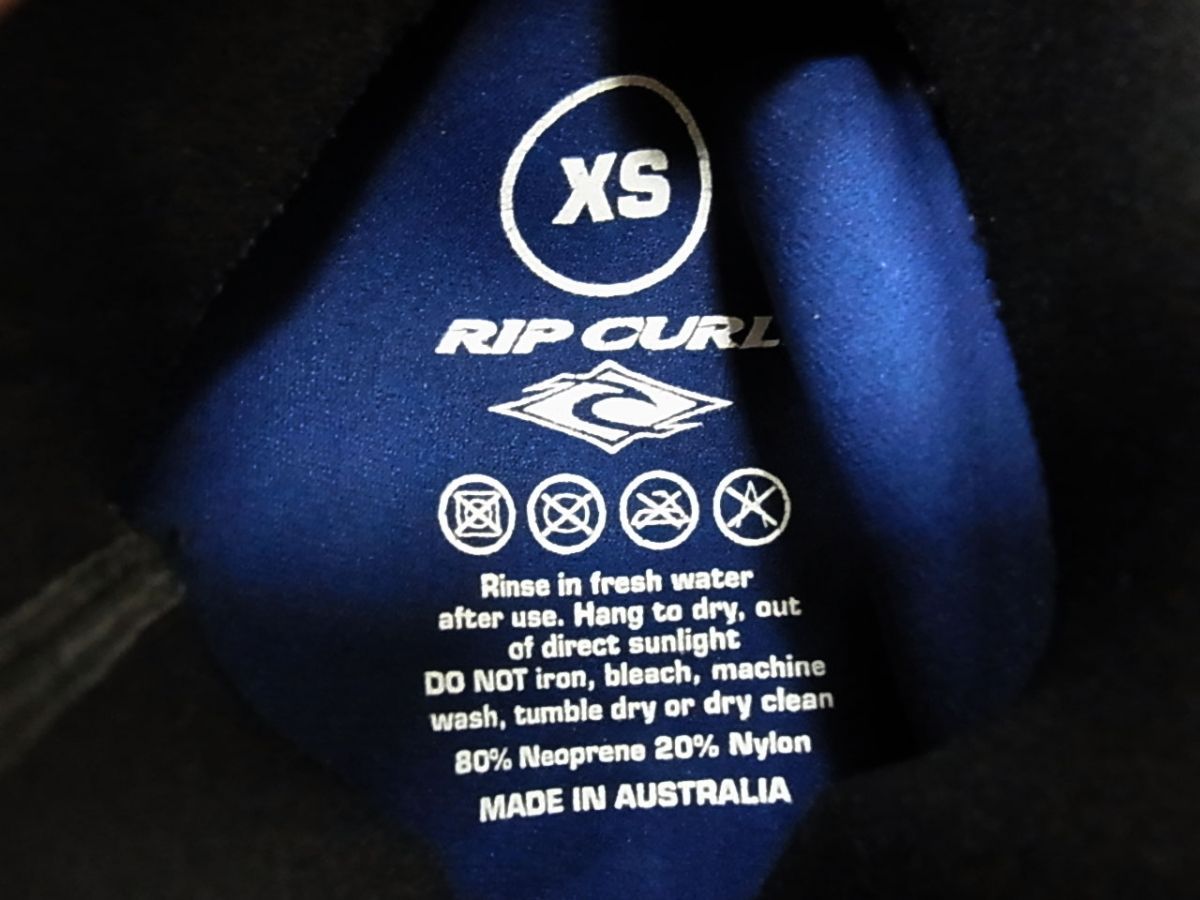 XS
RIP CURL
Rinse in fresh water
after use. Hang to dry, out
of direct sunlight
DO NOT iron, bleach, machine
wash, tumble dry or dry clean
80% Neoprene 20% Nylon
MADE IN AUSTRALIA